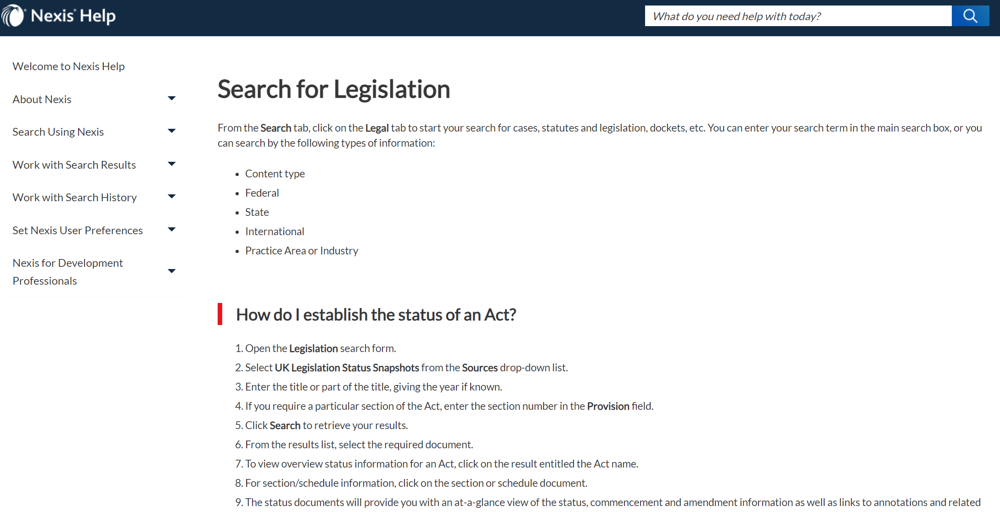 Nexis® Help
What do you need help with today?
Welcome to Nexis Help
About Nexis
Search Using Nexis
Work with Search Results
Work with Search History
Set Nexis User Preferences
Nexis for Development
Professionals
Search for Legislation
From the Search tab, click on the Legal tab to start your search for cases, statutes and legislation, dockets, etc. You can enter your search term in the main search box, or you
can search by the following types of information:
• Content type
• Federal
• State
• International
• Practice Area or Industry
How do I establish the status of an Act?
1. Open the Legislation search form.
2. Select UK Legislation Status Snapshots from the Sources drop-down list.
3. Enter the title or part of the title, giving the year if known.
4. If you require a particular section of the Act, enter the section number in the Provision field.
5. Click Search to retrieve your results.
6. From the results list, select the required document.
7. To view overview status information for an Act, click on the result entitled the Act name.
8. For section/schedule information, click on the section or schedule document.
9. The status documents will provide you with an at-a-glance view of the status, commencement and amendment information as well as links to annotations and related